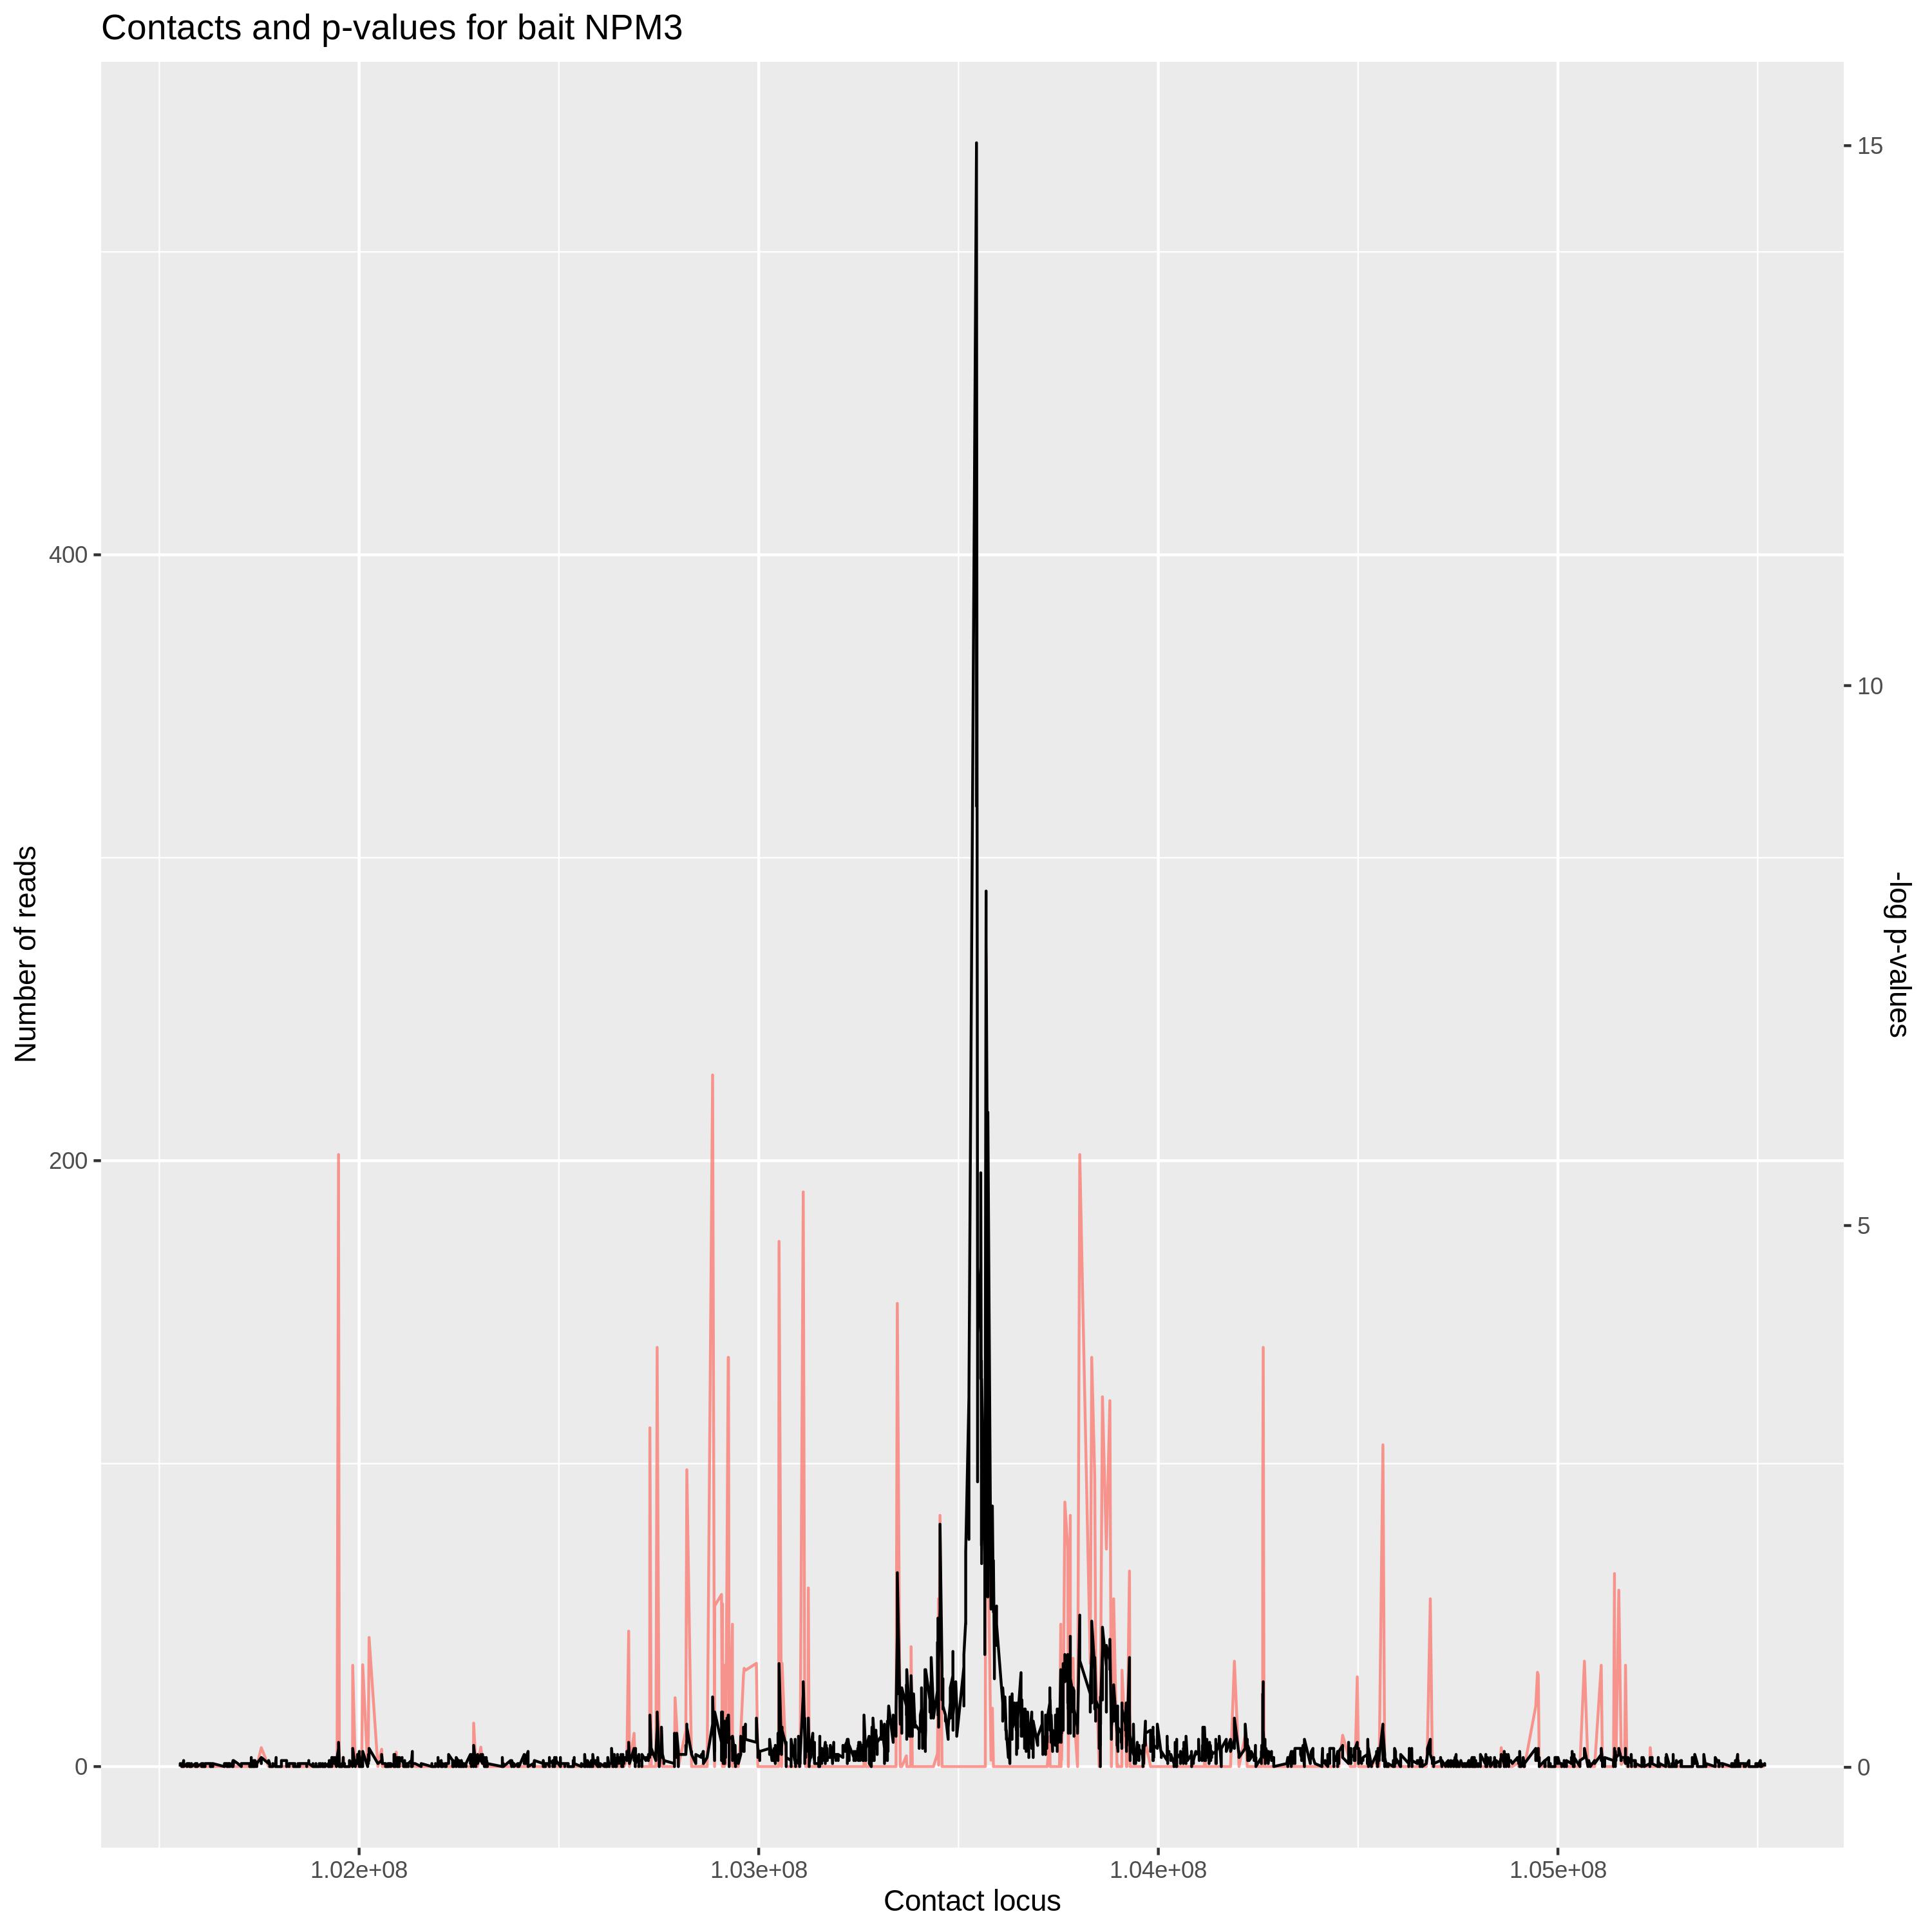 Contacts and p-values for bait NPM3
Number of reads
400
200
0
15
10
5
0
-log p-values
1.02e+08 1.03e+08 1.04e+08 1.05e+08
Contact locus